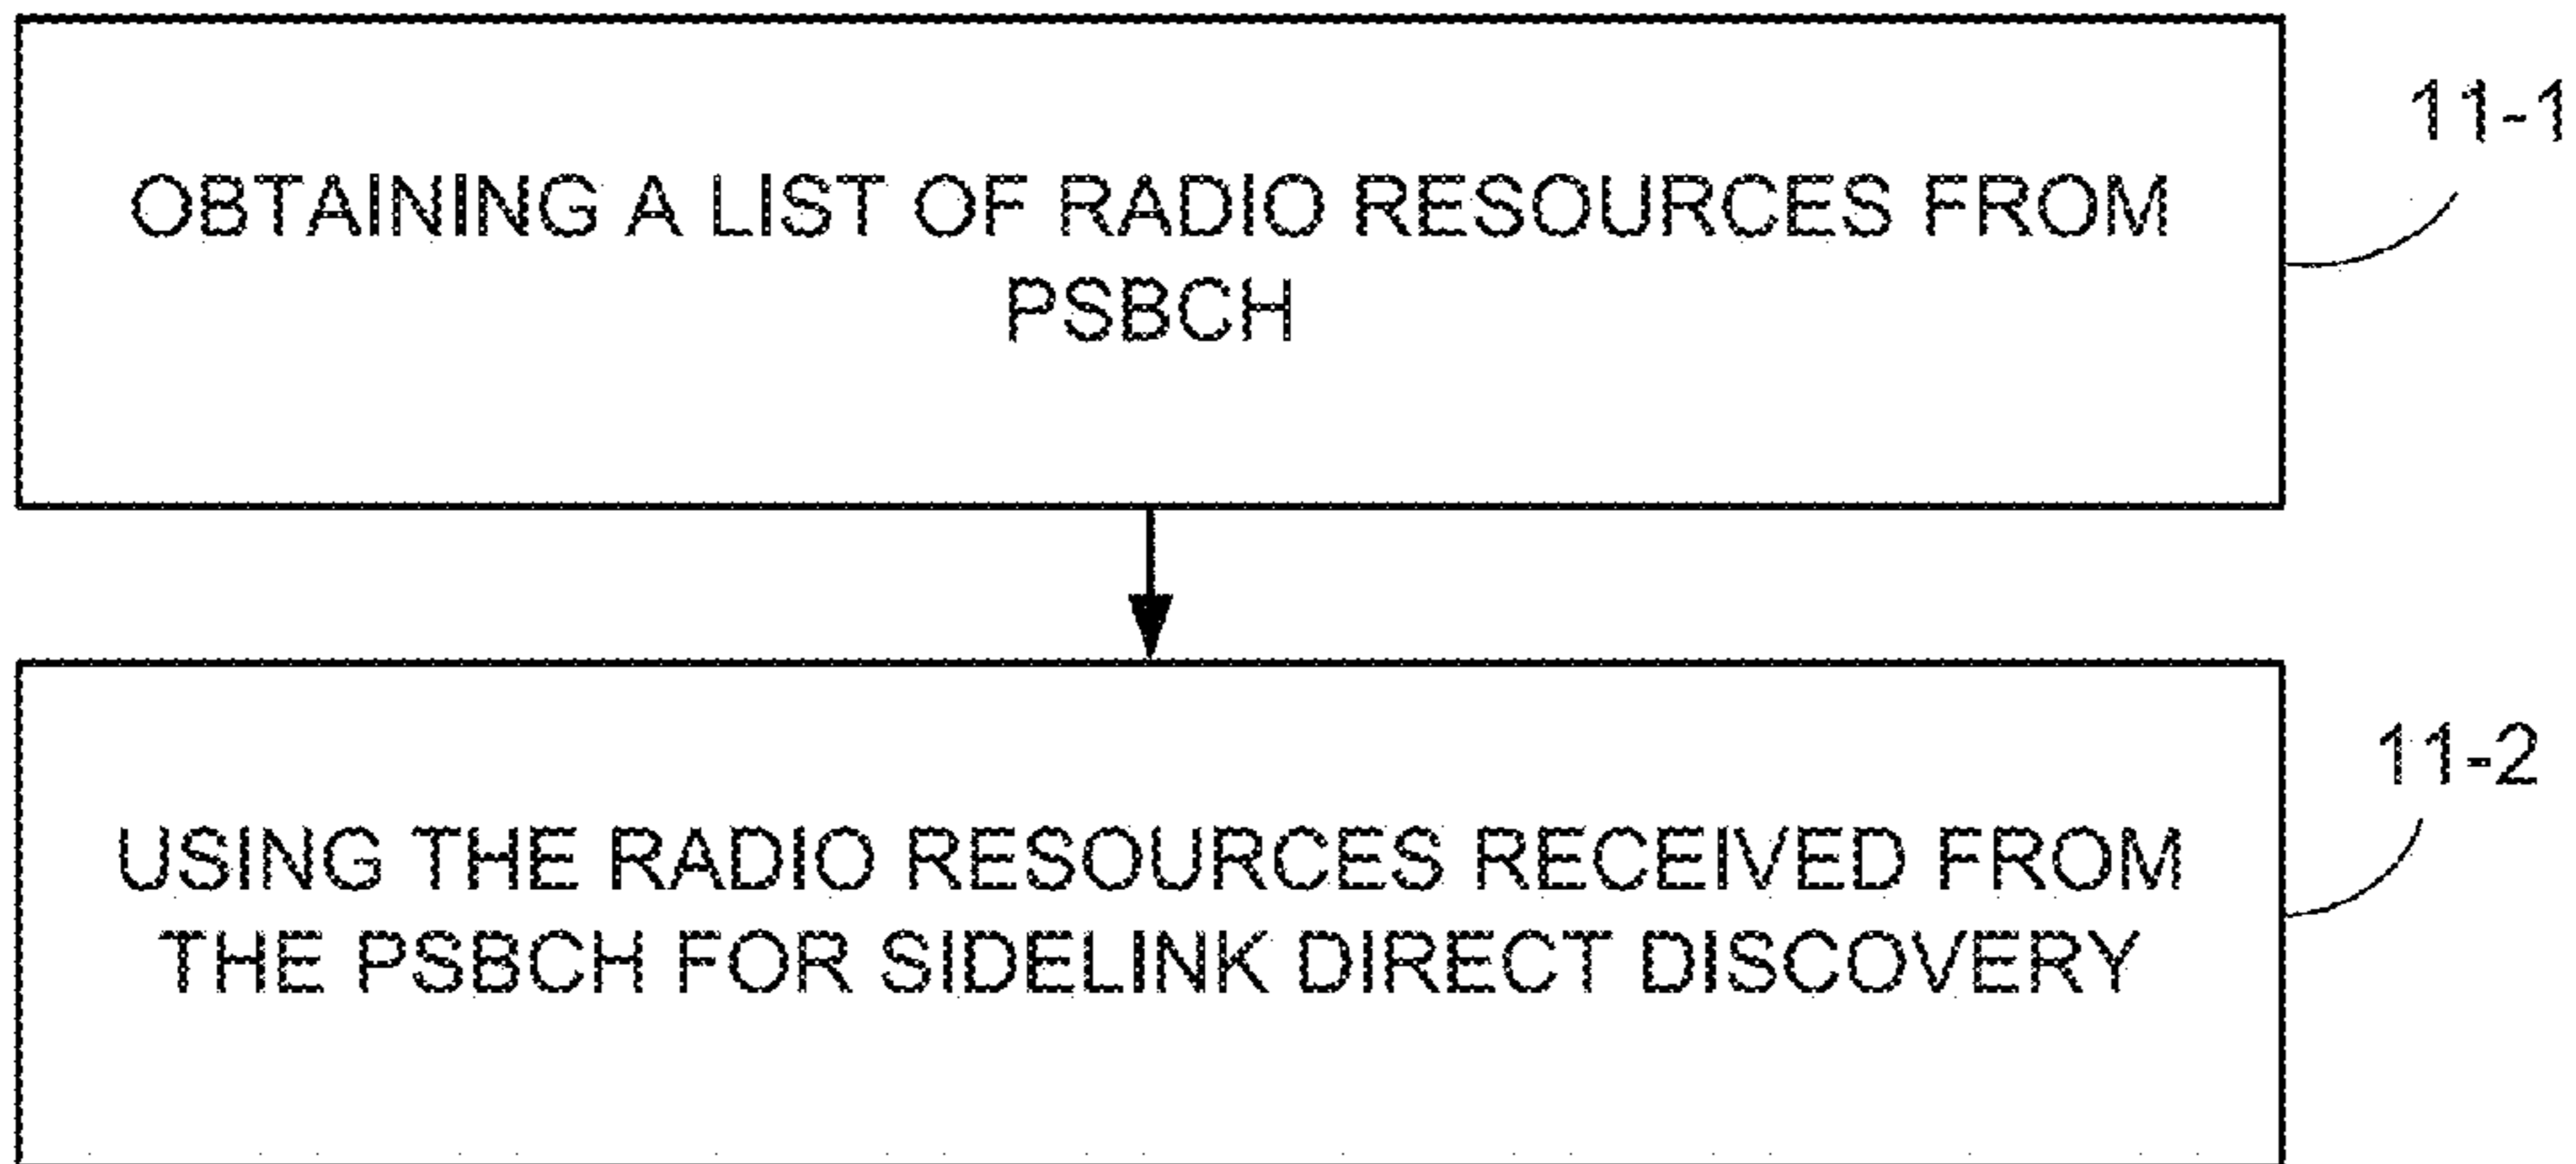 11-1
OBTAINING A LIST OF RADIO RESOURCES FROM
PSBCH
11-2
USING THE RADIO RESOURCES RECEIVED FROM
THE PSBCH FOR SIDELINK DIRECT DISCOVERY